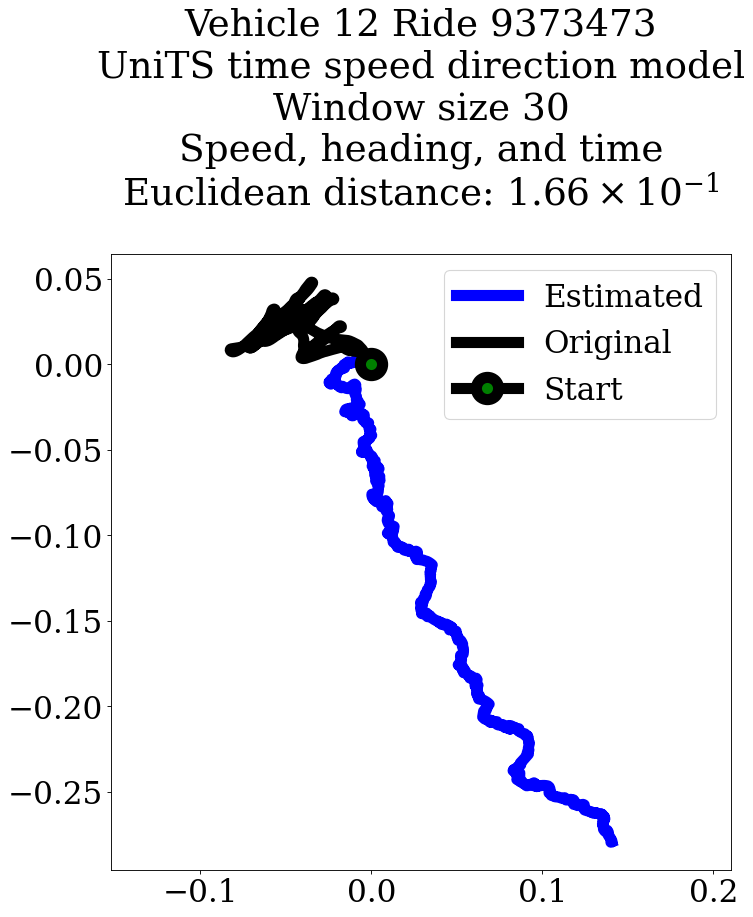 Vehicle 12 Ride 9373473
UniTS time speed direction model
Window size 30
Speed, heading, and time
Euclidean distance: 1.66 × 10⁻¹
0.05
0.00
−0.05
−0.10
−0.15
−0.20
−0.25
−0.1
0.0
0.1
0.2
Estimated
Original
Start